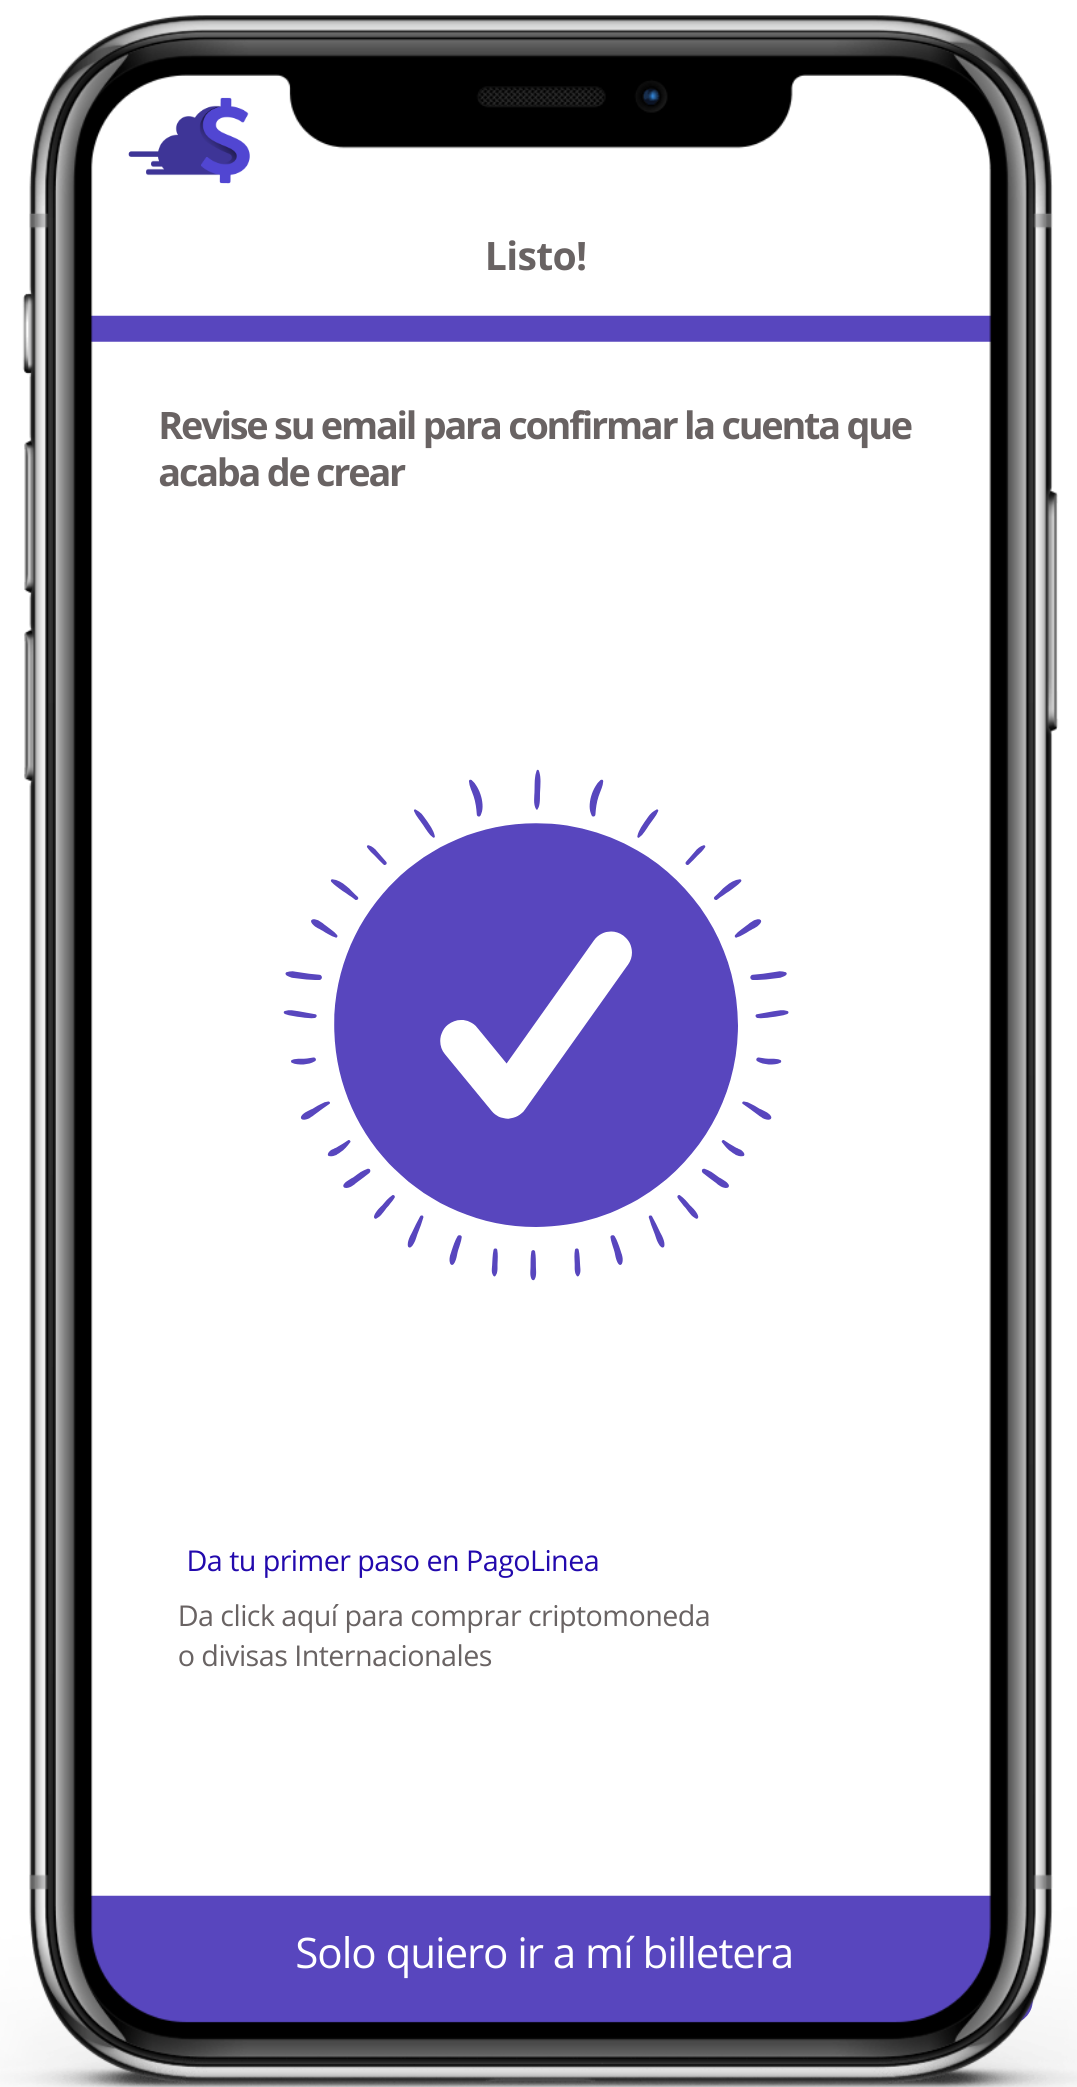 Listo!
Revise su email para confirmar la cuenta que
acaba de crear
Da tu primer paso en PagoLinea
Da click aquí para comprar criptomoneda
o divisas Internacionales
Solo quiero ir a mí billetera